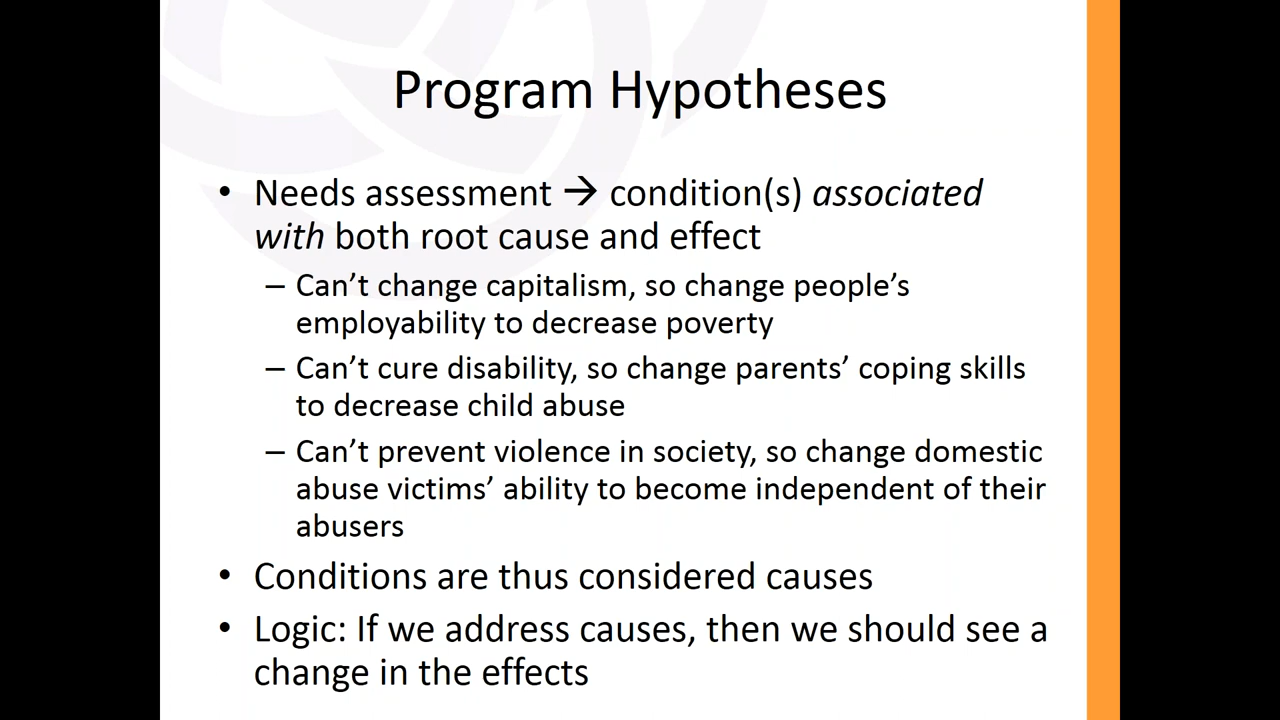 Program Hypotheses
• Needs assessment → condition(s) associated
with both root cause and effect
– Can’t change capitalism, so change people’s
employability to decrease poverty
– Can’t cure disability, so change parents’ coping skills
to decrease child abuse
– Can’t prevent violence in society, so change domestic
abuse victims’ ability to become independent of their
abusers
• Conditions are thus considered causes
• Logic: If we address causes, then we should see a
change in the effects